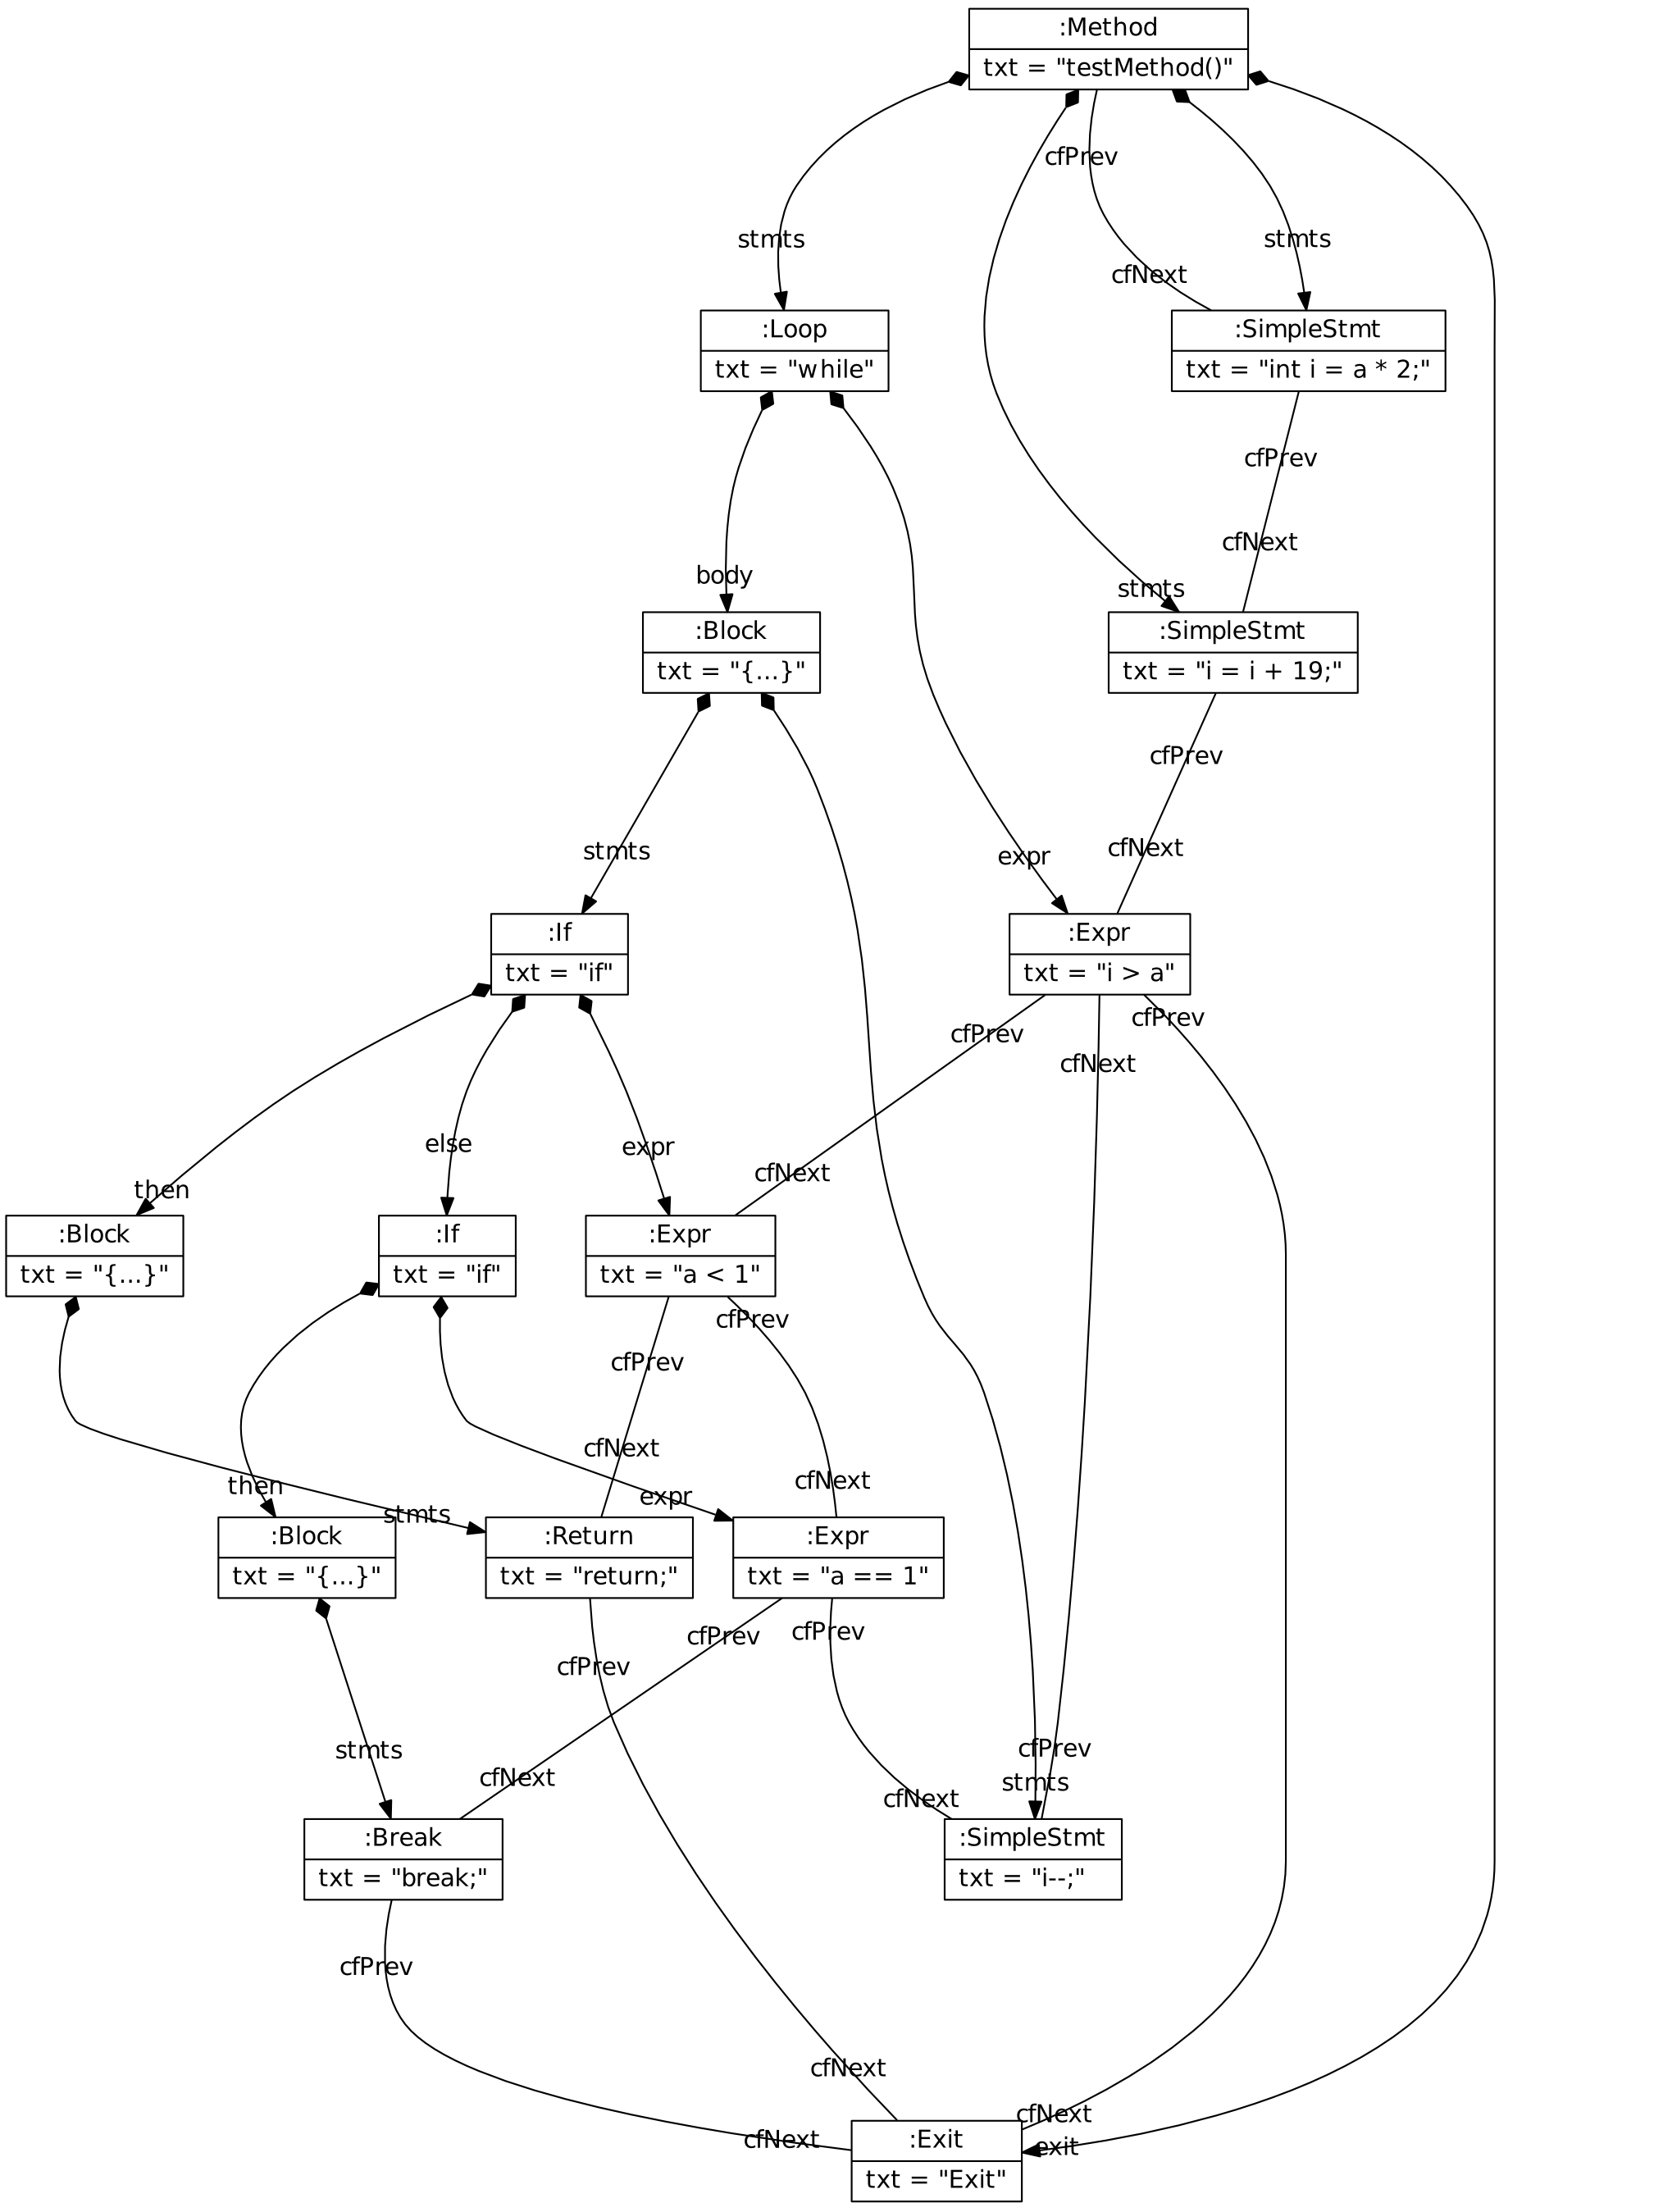 :Method
txt = "testMethod()"
cfPrev
stmts
stmts
cfNext
:Loop
txt = "while"
:SimpleStmt
txt = "int i = a * 2;"
cfPrev
cfNext
body
stmts
:Block
txt = "{...}"
:SimpleStmt
txt = "i = i + 19;"
cfPrev
stmts
expr
cfNext
:If
txt = "if"
:Expr
txt = "i > a"
cfPrev
cfPrev
cfNext
else
expr
cfNext
then
:Block
txt = "{...}"
:If
txt = "if"
:Expr
txt = "a < 1"
cfPrev
cfPrev
cfNext
cfNext
then
expr
stmts
:Block
txt = "{...}"
:Return
txt = "return;"
:Expr
txt = "a == 1"
cfPrev
cfPrev
cfPrev
stmts
cfPrev
cfNext
stmts
cfNext
:Break
txt = "break;"
:SimpleStmt
txt = "i--;"
cfPrev
cfNext
cfNext
cfNext
exit
:Exit
txt = "Exit"